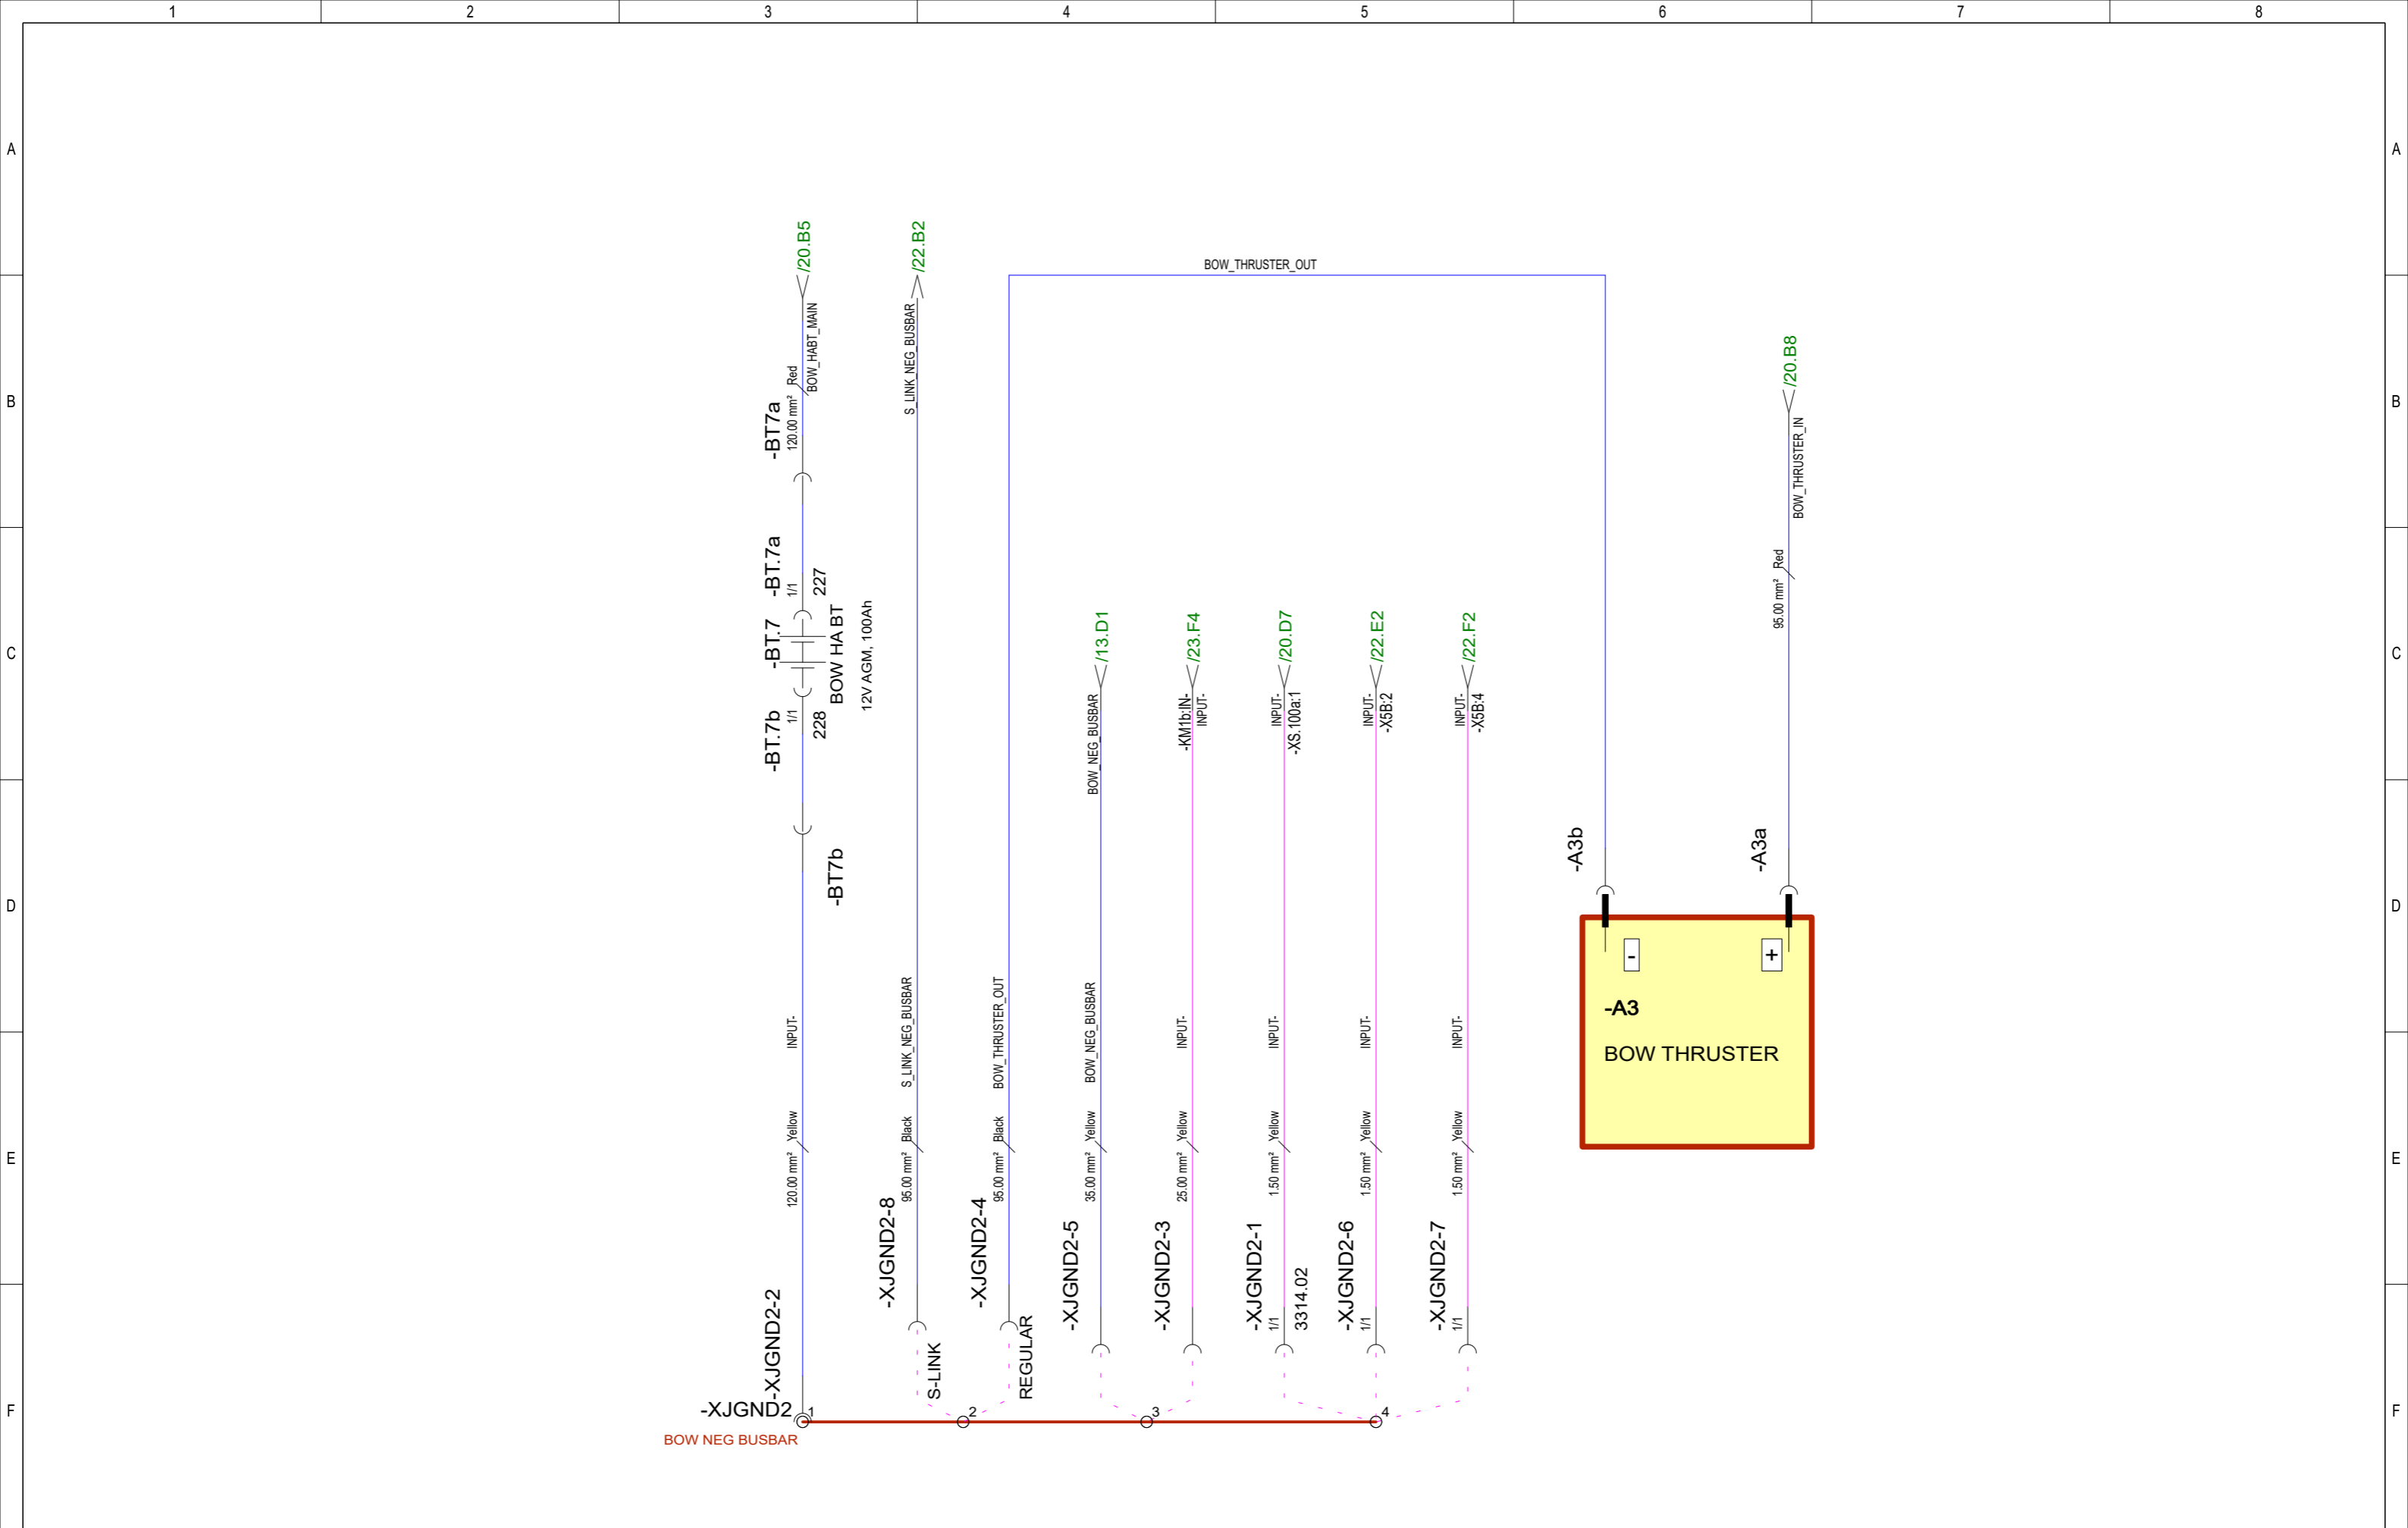 1 2 3 4 5 6 7 8
A A
B B
C C
D D
E E
F F
/20.B5
BOW_HABT_MAIN
Red
120.00 mm²
-BT7a
-BT.7a
1/1
227
-BT.7
BOW HA BT
12V AGM, 100Ah
-BT.7b
1/1
228
-BT7b
INPUT-
Yellow
120.00 mm²
-XJGND2-2
/22.B2
S_LINK_NEG_BUSBAR
S_LINK_NEG_BUSBAR
Black
95.00 mm²
-XJGND2-8
S-LINK
BOW_THRUSTER_OUT
BOW_THRUSTER_OUT
Black
95.00 mm²
-XJGND2-4
REGULAR
/13.D1
BOW_NEG_BUSBAR
BOW_NEG_BUSBAR
Yellow
35.00 mm²
-XJGND2-5
/23.F4
-KM1b:IN-
INPUT-
INPUT-
Yellow
25.00 mm²
-XJGND2-3
/20.D7
INPUT-
-XS.100a:1
INPUT-
Yellow
1.50 mm²
-XJGND2-1
1/1
3314.02
/22.E2
INPUT-
-X5B:2
INPUT-
Yellow
1.50 mm²
-XJGND2-6
1/1
/22.F2
INPUT-
-X5B:4
INPUT-
Yellow
1.50 mm²
-XJGND2-7
1/1
/20.B8
BOW_THRUSTER_IN
Red
95.00 mm²
-A3b
-A3a
- +
-A3
BOW THRUSTER
-XJGND2
1 2 3 4
BOW NEG BUSBAR